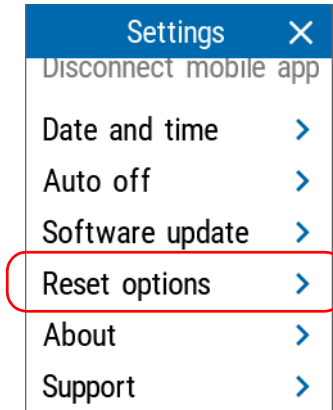 Settings
Disconnect mobile app
Date and time
Auto off
Software update
Reset options
About
Support